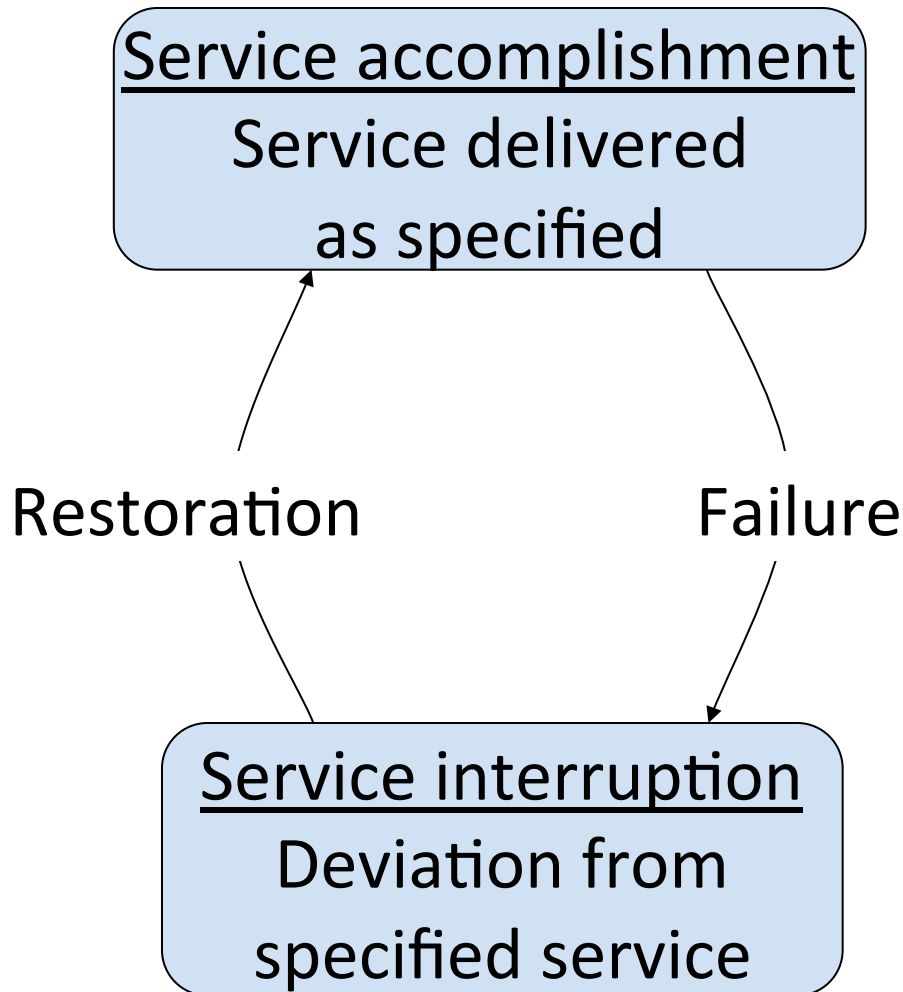 Service accomplishment
Service delivered
as specified
Restoration
Failure
Service interruption
Deviation from
specified service